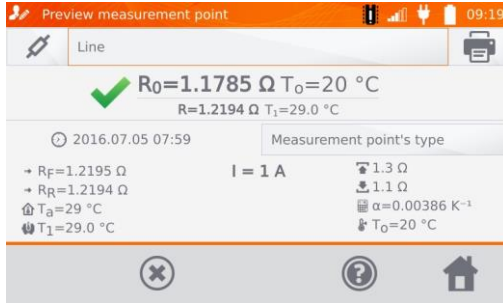 Preview measurement point
09:19
Line
R0=1.1785 Ω To=20 °C
R=1.2194 Ω T1=29.0 °C
2016.07.05 07:59
Measurement point's type
RF=1.2195 Ω
I = 1 A
1.3 Ω
RR=1.2194 Ω
1.1 Ω
Ta=29 °C
α=0.00386 K⁻¹
T1=29.0 °C
To=20 °C